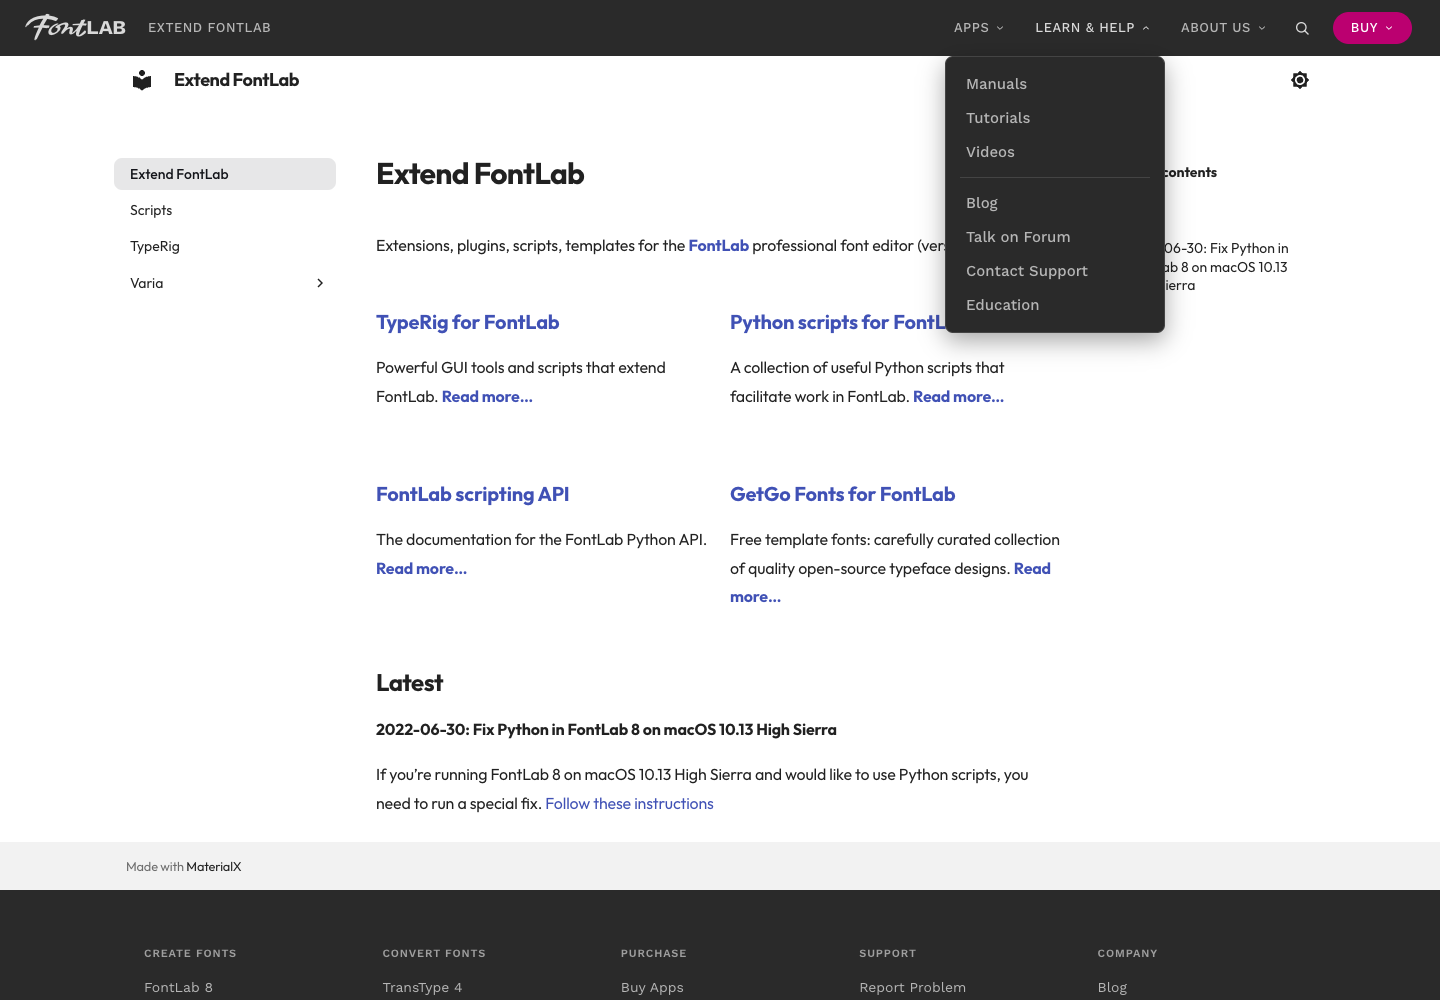 FontLAB EXTEND FONTLAB APPS LEARN & HELP ABOUT US BUY
Extend FontLab
Manuals
Tutorials
Videos
Blog
Talk on Forum
Contact Support
Education
Extend FontLab
Scripts
TypeRig
Varia
Extend FontLab
Extensions, plugins, scripts, templates for the FontLab professional font editor
TypeRig for FontLab
Powerful GUI tools and scripts that extend
FontLab. Read more...
Python scripts for
A collection of useful Python scripts that
facilitate work in FontLab. Read more...
FontLab scripting API
The documentation for the FontLab Python API.
Read more...
GetGo Fonts for FontLab
Free template fonts: carefully curated collection
of quality open-source typeface designs. Read
more...
Latest
2022-06-30: Fix Python in FontLab 8 on macOS 10.13 High Sierra
If you’re running FontLab 8 on macOS 10.13 High Sierra and would like to use Python scripts, you
need to run a special fix. Follow these instructions
contents
06-30: Fix Python in
8 on macOS 10.13
Made with MaterialX
CREATE FONTS
FontLab 8
CONVERT FONTS
TransType 4
PURCHASE
Buy Apps
SUPPORT
Report Problem
COMPANY
Blog